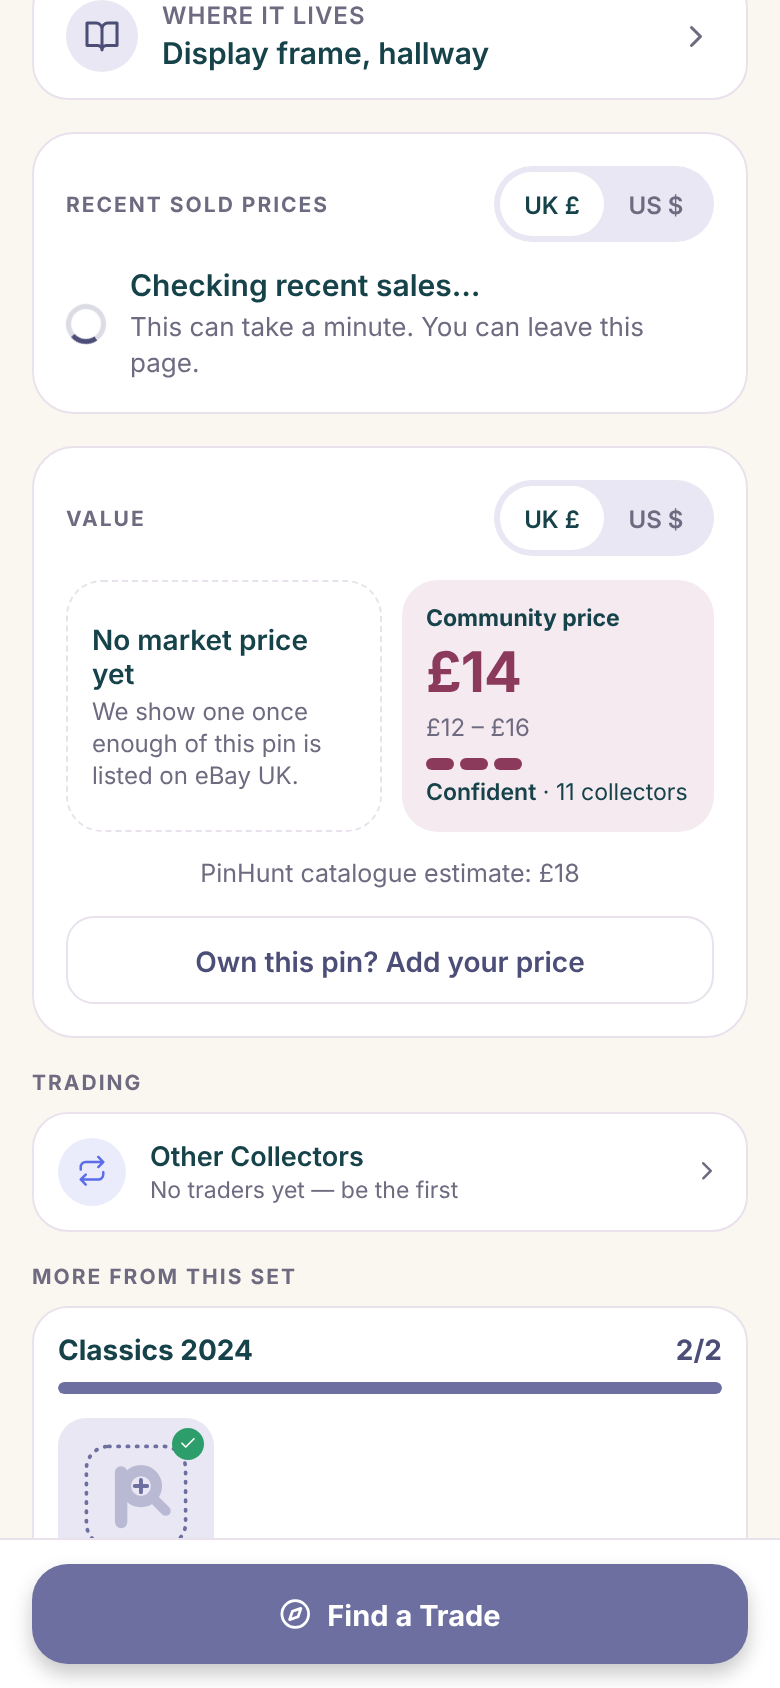 WHERE IT LIVES
Display frame, hallway
RECENT SOLD PRICES
UK £
US $
Checking recent sales...
This can take a minute. You can leave this
page.
VALUE
UK £
US $
No market price
yet
We show one once
enough of this pin is
listed on eBay UK.
Community price
£14
£12 – £16
Confident · 11 collectors
PinHunt catalogue estimate: £18
Own this pin? Add your price
TRADING
Other Collectors
No traders yet — be the first
MORE FROM THIS SET
Classics 2024
2/2
Find a Trade